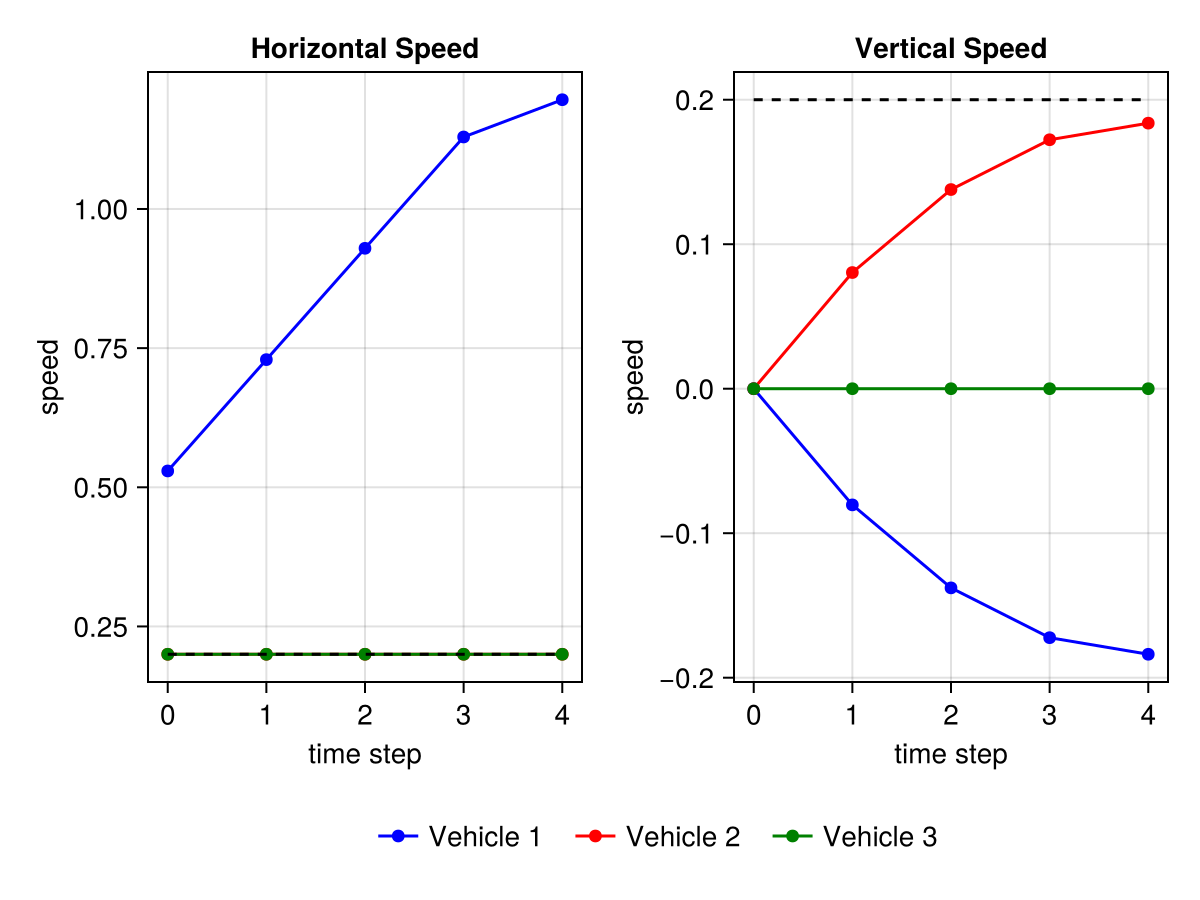 Horizontal Speed
speed
1.00
0.75
0.50
0.25
0 1 2 3 4
time step
Vertical Speed
speed
0.2
0.1
0.0
−0.1
−0.2
0 1 2 3 4
time step
Vehicle 1 Vehicle 2 Vehicle 3